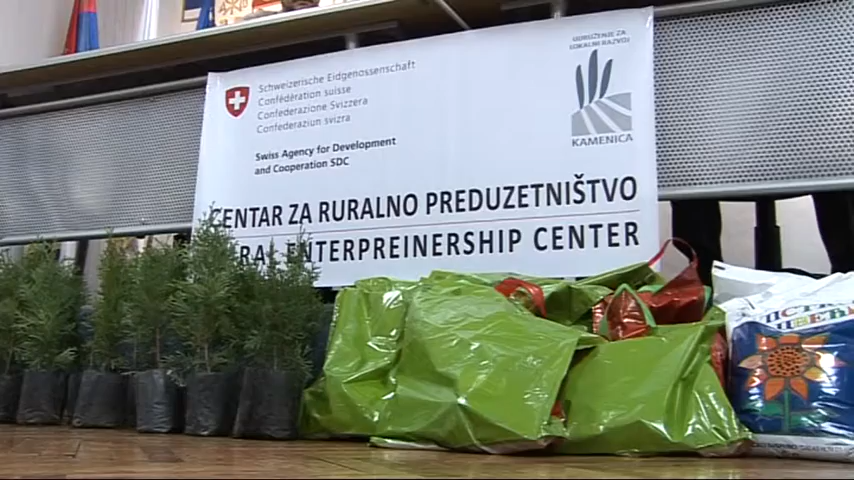 Schweizerische Eidgenossenschaft
Confédération suisse
Confederazione Svizzera
Confederaziun svizra
Swiss Agency for Development
and Cooperation SDC
UDRUŽENJE ZA
LOKALNI RAZVOJ
KAMENICA
CENTAR ZA RURALNO PREDUZETNIŠTVO
ENTERPREINERSHIP CENTER